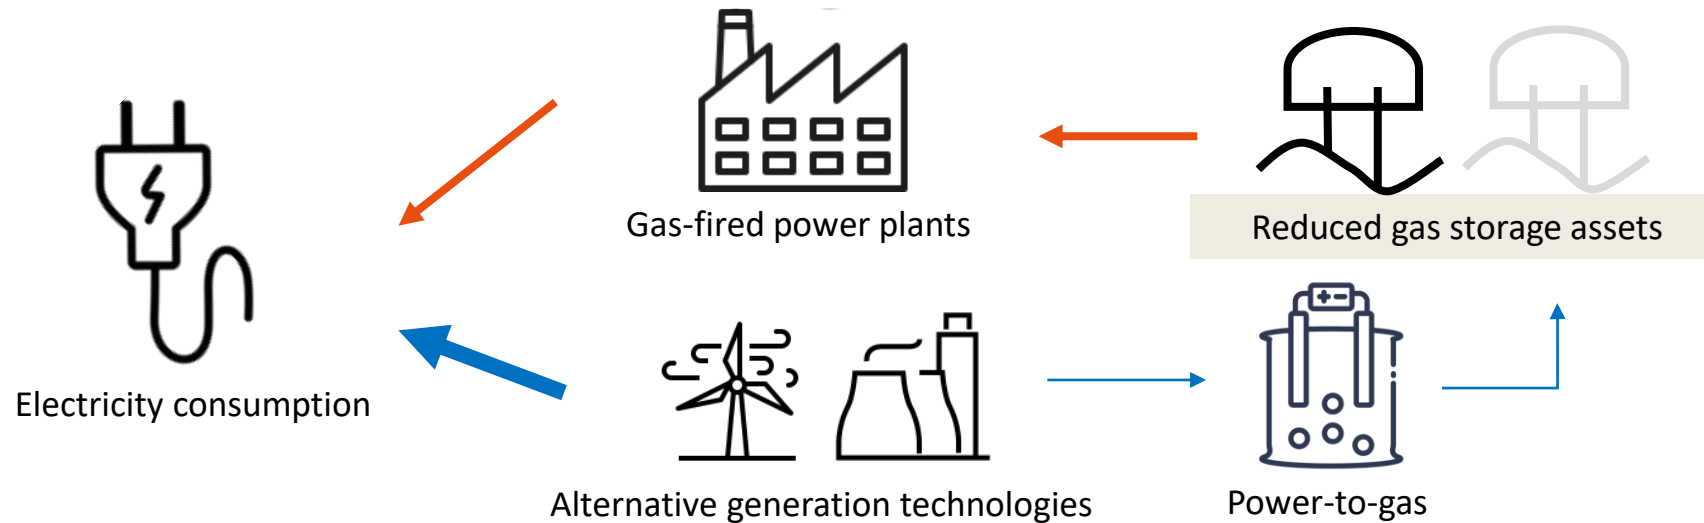 Gas-fired power plants
Reduced gas storage assets
Electricity consumption
Alternative generation technologies
Power-to-gas